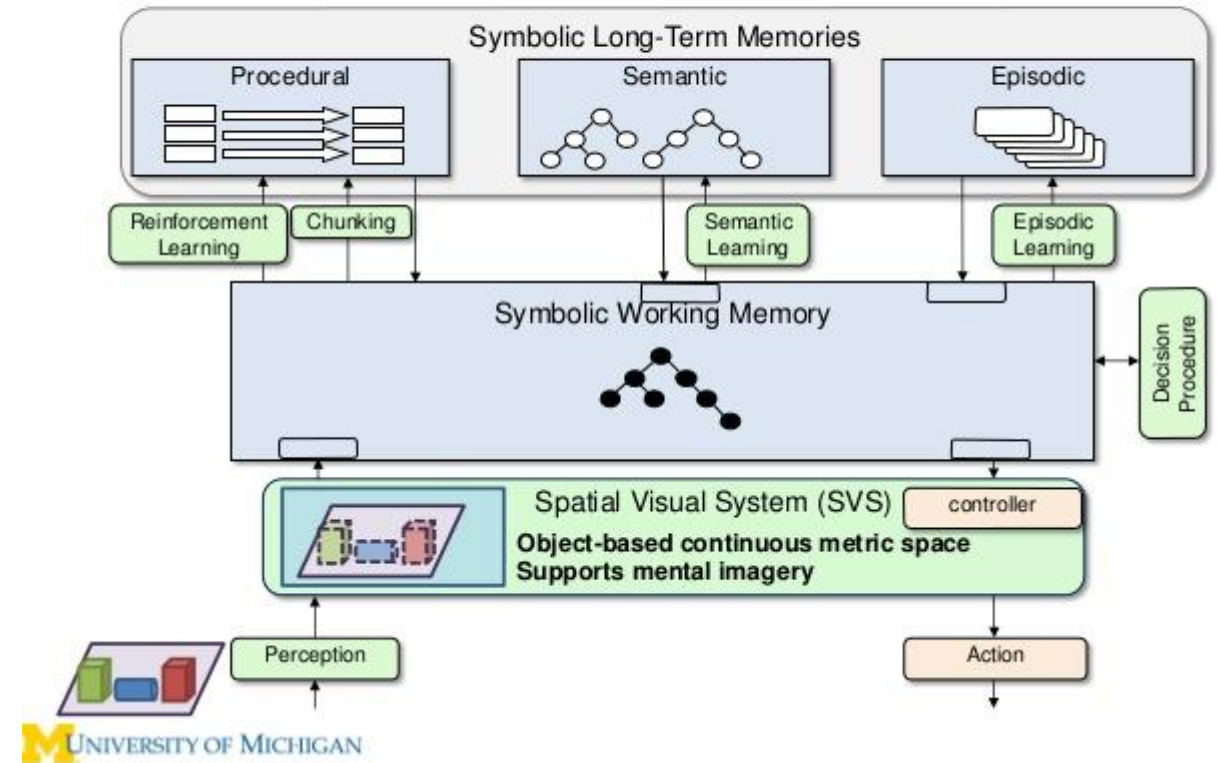 Symbolic Long-Term Memories
Procedural
Semantic
Episodic
Reinforcement
Learning
Chunking
Semantic
Learning
Episodic
Learning
Symbolic Working Memory
Decision
Procedure
Spatial Visual System (SVS)
controller
Object-based continuous metric space
Supports mental imagery
Perception
Action
M UNIVERSITY OF MICHIGAN